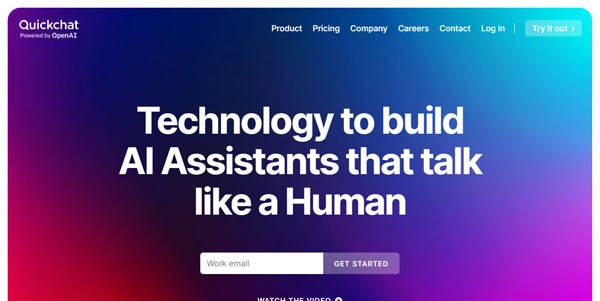 Quickchat
Powered by OpenAI
Product Pricing Company Careers Contact Log in Try it out
Technology to build
AI Assistants that talk
like a Human
Work email GET STARTED
WATCH THE VIDEO